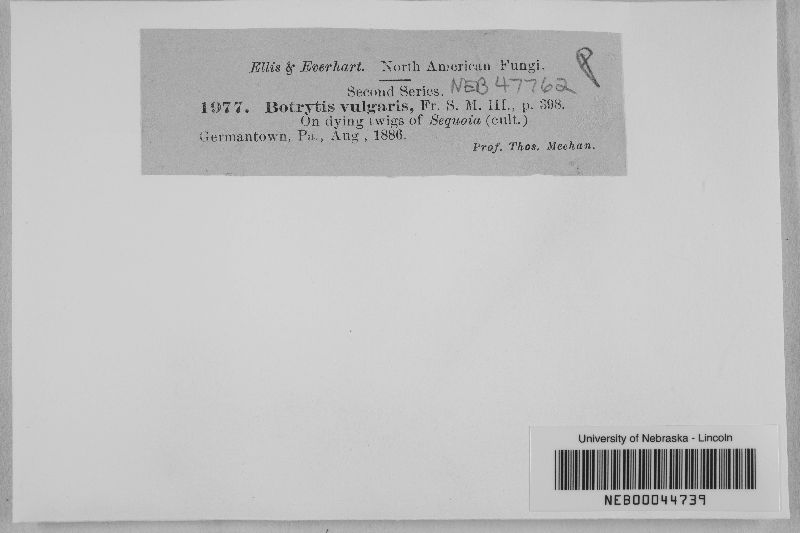 Ellis & Everhart. North American Fungi.
Second Series. NEB 47762
1977. Botrytis vulgaris, Fr. S. M. III., p. 398.
On dying twigs of Sequoia (cult.)
Germantown, Pa., Aug, 1886.
Prof. Thos. Meehan.
University of Nebraska - Lincoln
NEB00044739